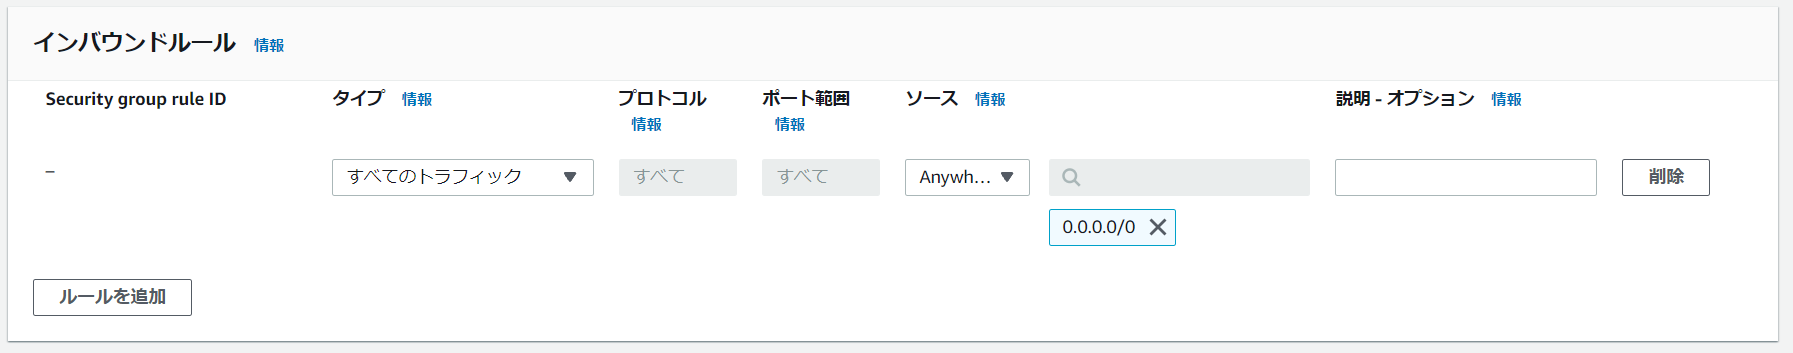 インバウンドルール 情報
Security group rule ID タイプ 情報 プロトコル 情報 ポート範囲 情報 ソース 情報 説明 - オプション 情報
– すべてのトラフィック すべて すべて Anywh... 削除
0.0.0.0/0
ルールを追加